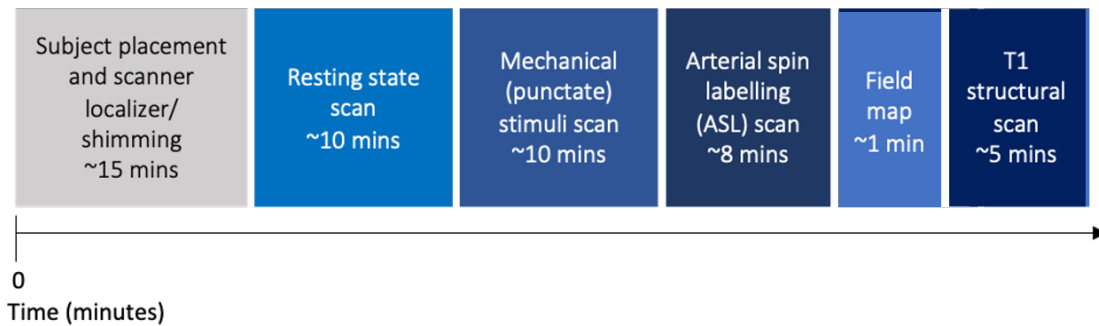 Subject placement
and scanner
localizer/
shimming
~15 mins
Resting state
scan
~10 mins
Mechanical
(punctate)
stimuli scan
~10 mins
Arterial spin
labelling
(ASL) scan
~8 mins
Field
map
~1 min
T1
structural
scan
~5 mins
0
Time (minutes)